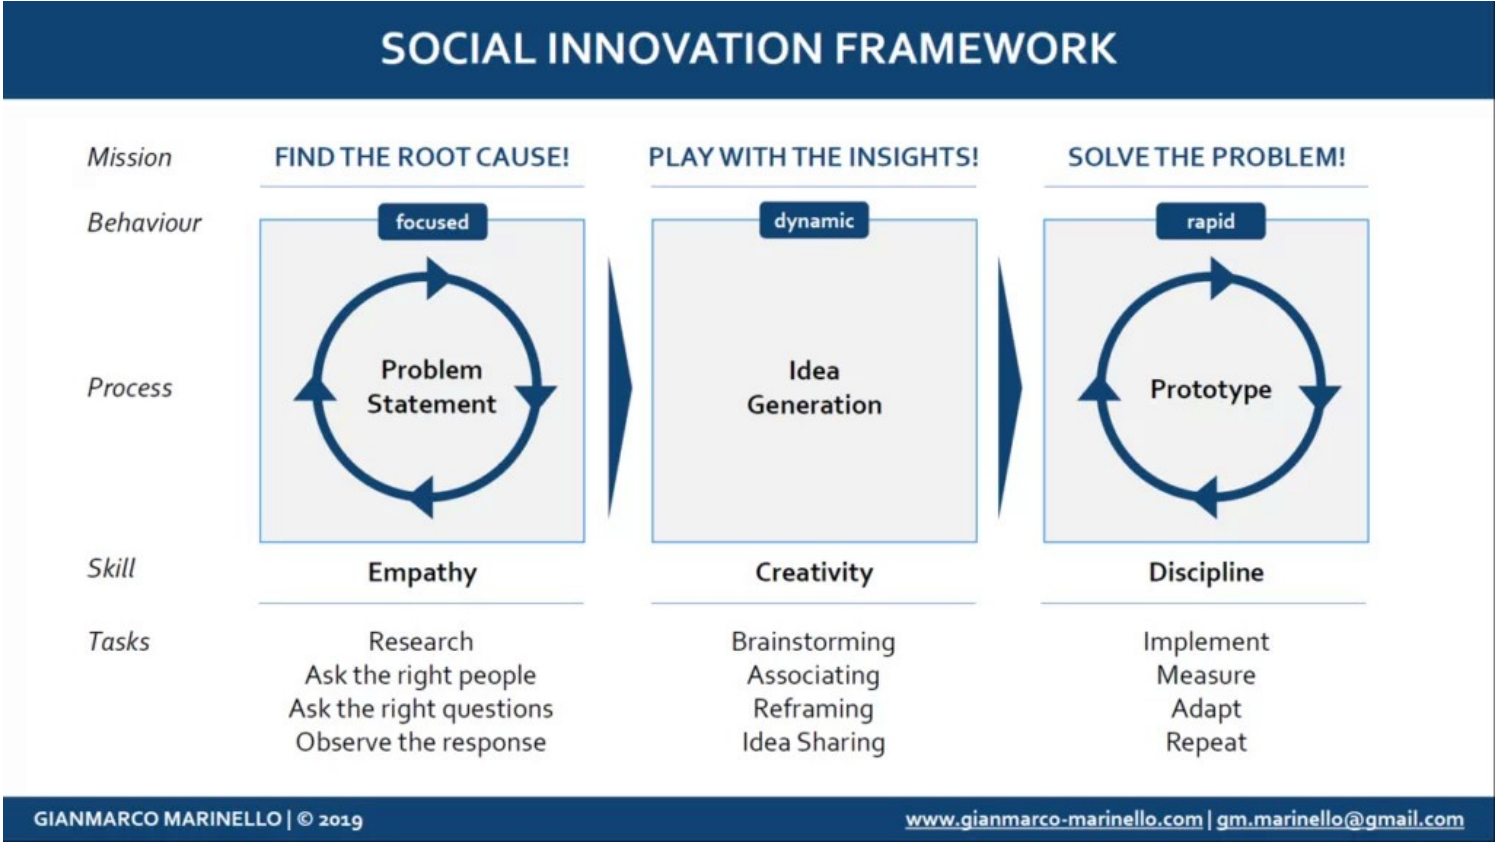 SOCIAL INNOVATION FRAMEWORK
Mission
FIND THE ROOT CAUSE!
PLAY WITH THE INSIGHTS!
SOLVE THE PROBLEM!
Behaviour
focused
dynamic
rapid
Process
Problem
Statement
Idea
Generation
Prototype
Skill
Empathy
Creativity
Discipline
Tasks
Research
Ask the right people
Ask the right questions
Observe the response
Brainstorming
Associating
Reframing
Idea Sharing
Implement
Measure
Adapt
Repeat
GIANMARCO MARINELLO | © 2019
www.gianmarco-marinello.com | gm.marinello@gmail.com